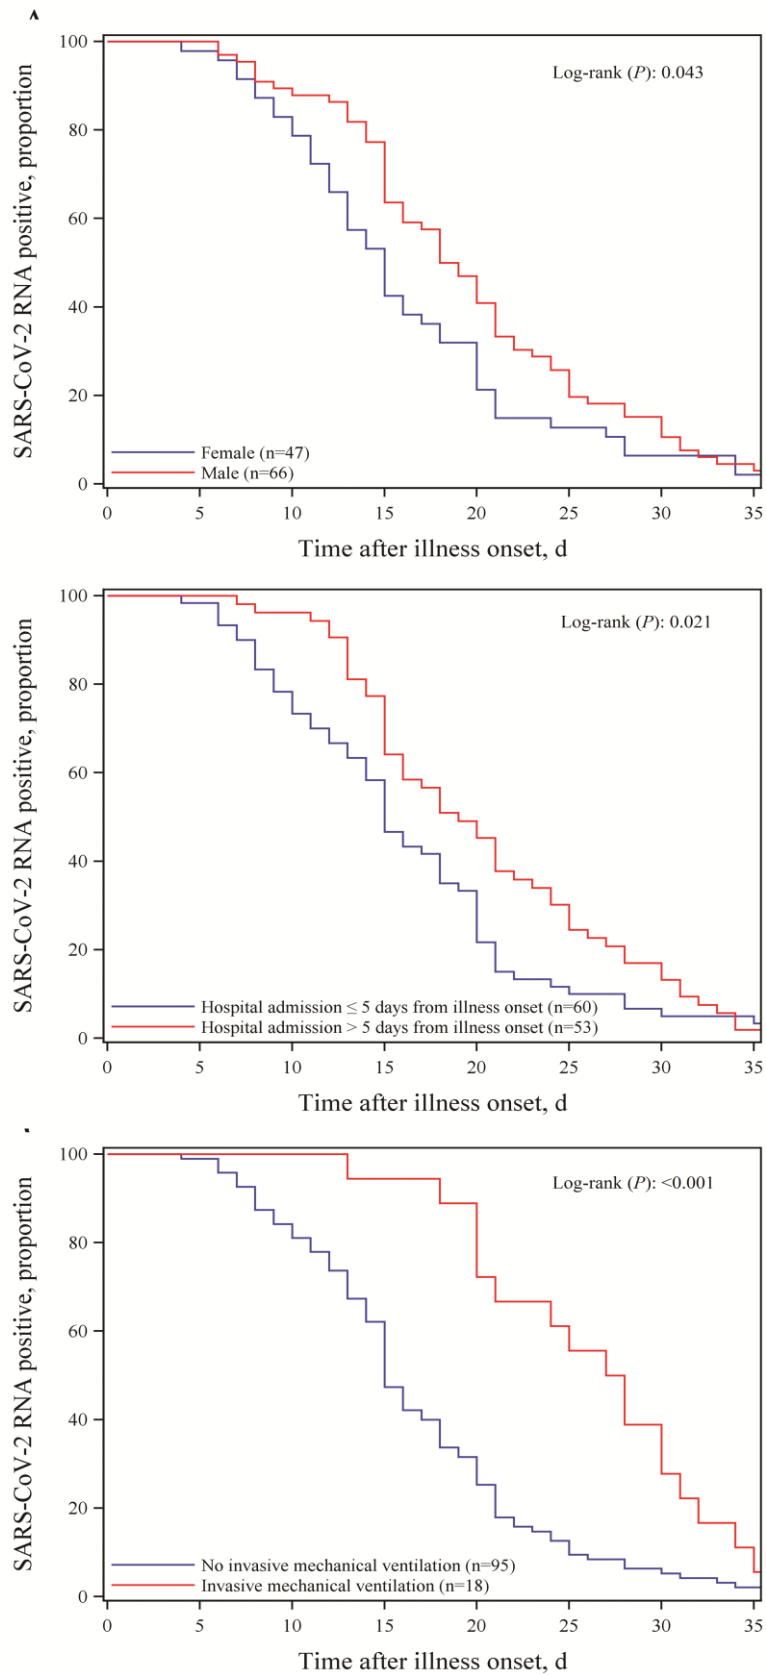 A
SARS-CoV-2 RNA positive, proportion
100
80
60
40
20
0
Log-rank (P): 0.043
Female (n=47)
Male (n=66)
0 5 10 15 20 25 30 35
Time after illness onset, d
SARS-CoV-2 RNA positive, proportion
100
80
60
40
20
0
Log-rank (P): 0.021
Hospital admission ≤ 5 days from illness onset (n=60)
Hospital admission > 5 days from illness onset (n=53)
0 5 10 15 20 25 30 35
Time after illness onset, d
SARS-CoV-2 RNA positive, proportion
100
80
60
40
20
0
Log-rank (P): <0.001
No invasive mechanical ventilation (n=95)
Invasive mechanical ventilation (n=18)
0 5 10 15 20 25 30 35
Time after illness onset, d